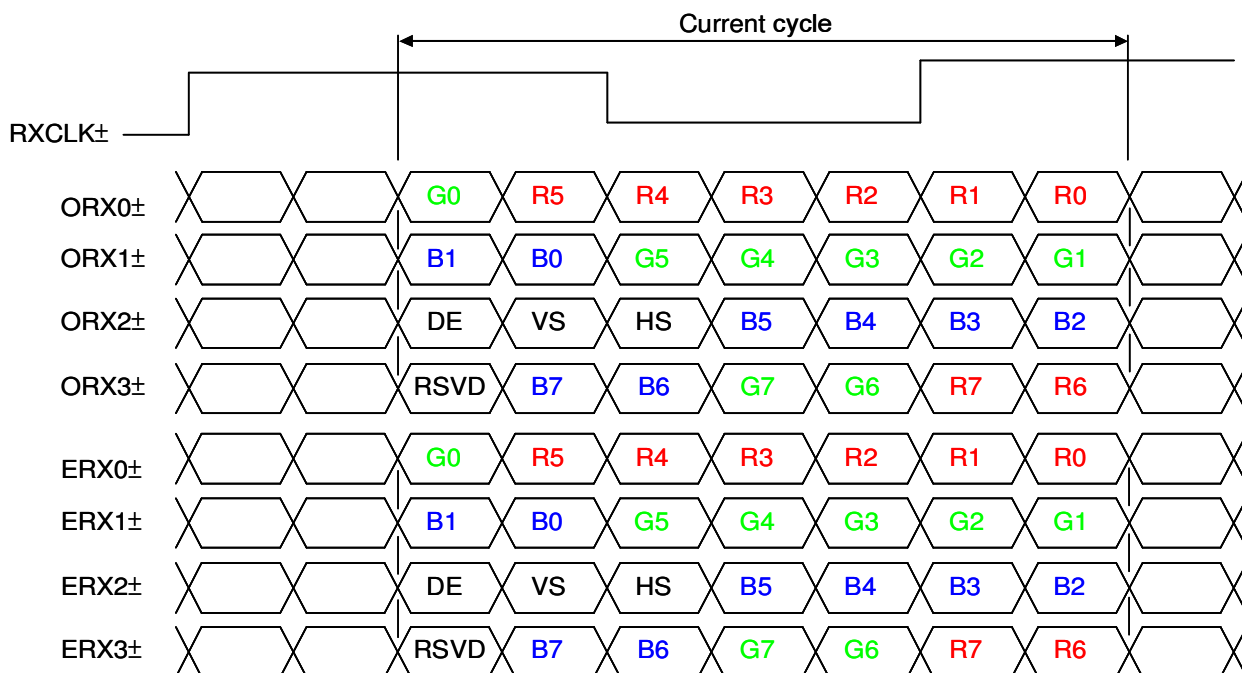 Current cycle
RXCLK±
ORX0± G0 R5 R4 R3 R2 R1 R0
ORX1± B1 B0 G5 G4 G3 G2 G1
ORX2± DE VS HS B5 B4 B3 B2
ORX3± RSVD B7 B6 G7 G6 R7 R6
ERX0± G0 R5 R4 R3 R2 R1 R0
ERX1± B1 B0 G5 G4 G3 G2 G1
ERX2± DE VS HS B5 B4 B3 B2
ERX3± RSVD B7 B6 G7 G6 R7 R6